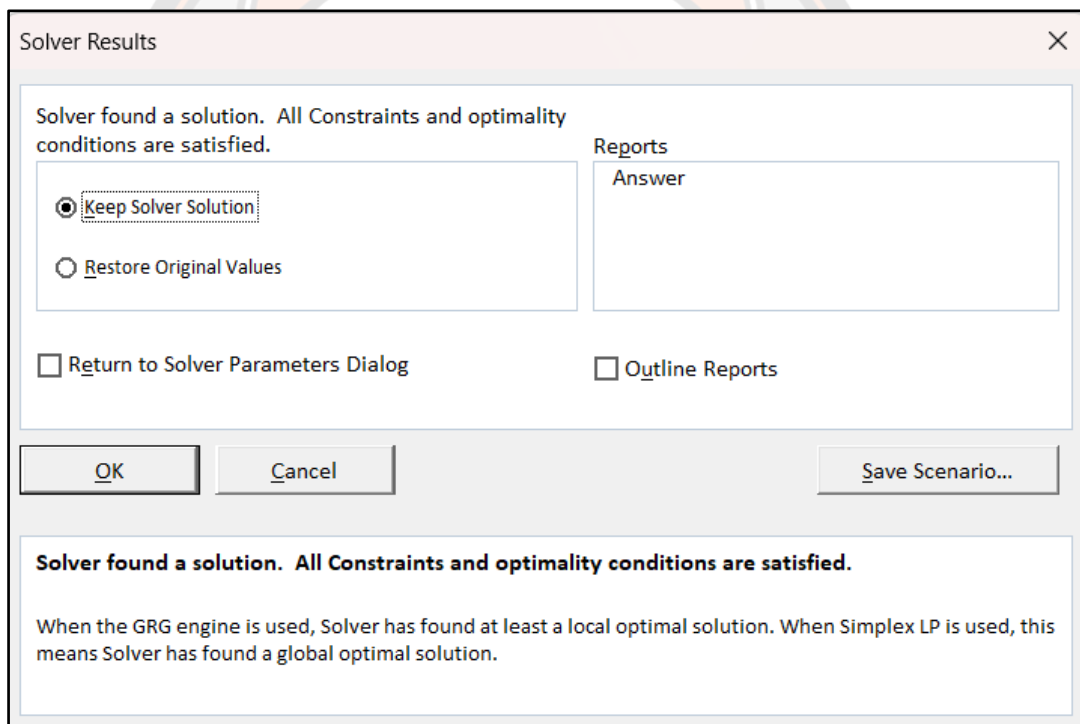 Solver Results
Solver found a solution.  All Constraints and optimality
conditions are satisfied.
Reports
Answer
Keep Solver Solution
Restore Original Values
Return to Solver Parameters Dialog
Outline Reports
OK
Cancel
Save Scenario...
Solver found a solution.  All Constraints and optimality conditions are satisfied.
When the GRG engine is used, Solver has found at least a local optimal solution. When Simplex LP is used, this
means Solver has found a global optimal solution.